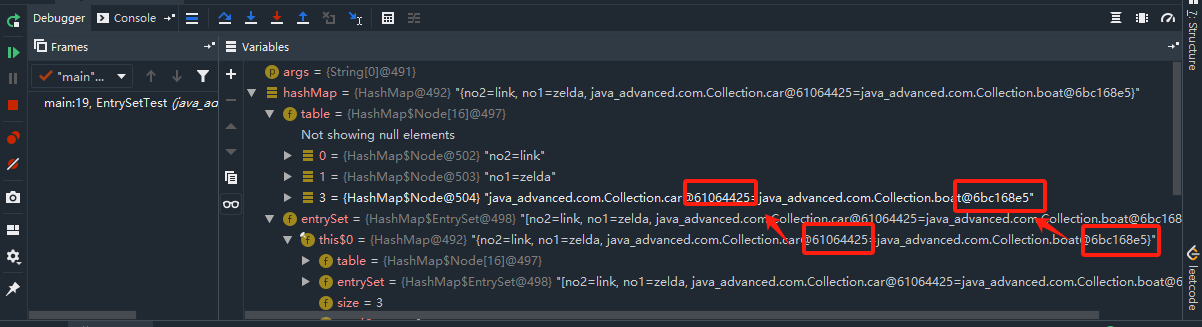 Debugger Console
Frames Variables
"main"...
main:19, EntrySetTest (java_ad
args = {String[0]@491}
hashMap = {HashMap@492} "{no2=link, no1=zelda, java_advanced.com.Collection.car@61064425=java_advanced.com.Collection.boat@6bc168e5}"
table = {HashMap$Node[16]@497}
Not showing null elements
0 = {HashMap$Node@502} "no2=link"
1 = {HashMap$Node@503} "no1=zelda"
3 = {HashMap$Node@504} "java_advanced.com.Collection.car@61064425=java_advanced.com.Collection.boat@6bc168e5"
entrySet = {HashMap$EntrySet@498} "[no2=link, no1=zelda, java_advanced.com.Collection.car@61064425=java_advanced.com.Collection.boat@6bc168
this$0 = {HashMap@492} "{no2=link, no1=zelda, java_advanced.com.Collection.car@61064425=java_advanced.com.Collection.boat@6bc168e5}"
table = {HashMap$Node[16]@497}
entrySet = {HashMap$EntrySet@498} "[no2=link, no1=zelda, java_advanced.com.Collection.car@61064425=java_advanced.com.Collection.boat@6
size = 3
7: Structure
leetcode